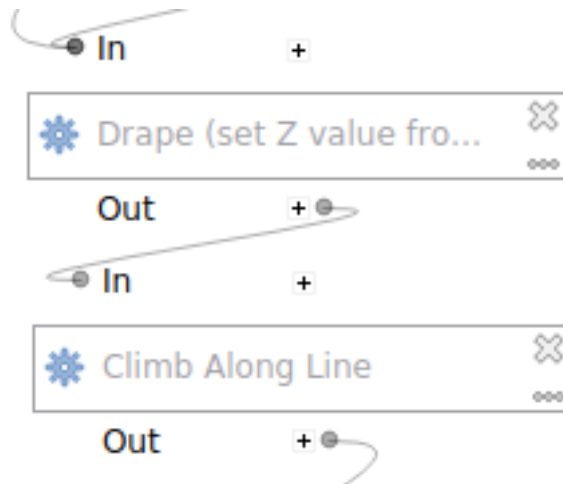 In +
Drape (set Z value fro...
Out +
In +
Climb Along Line
Out +